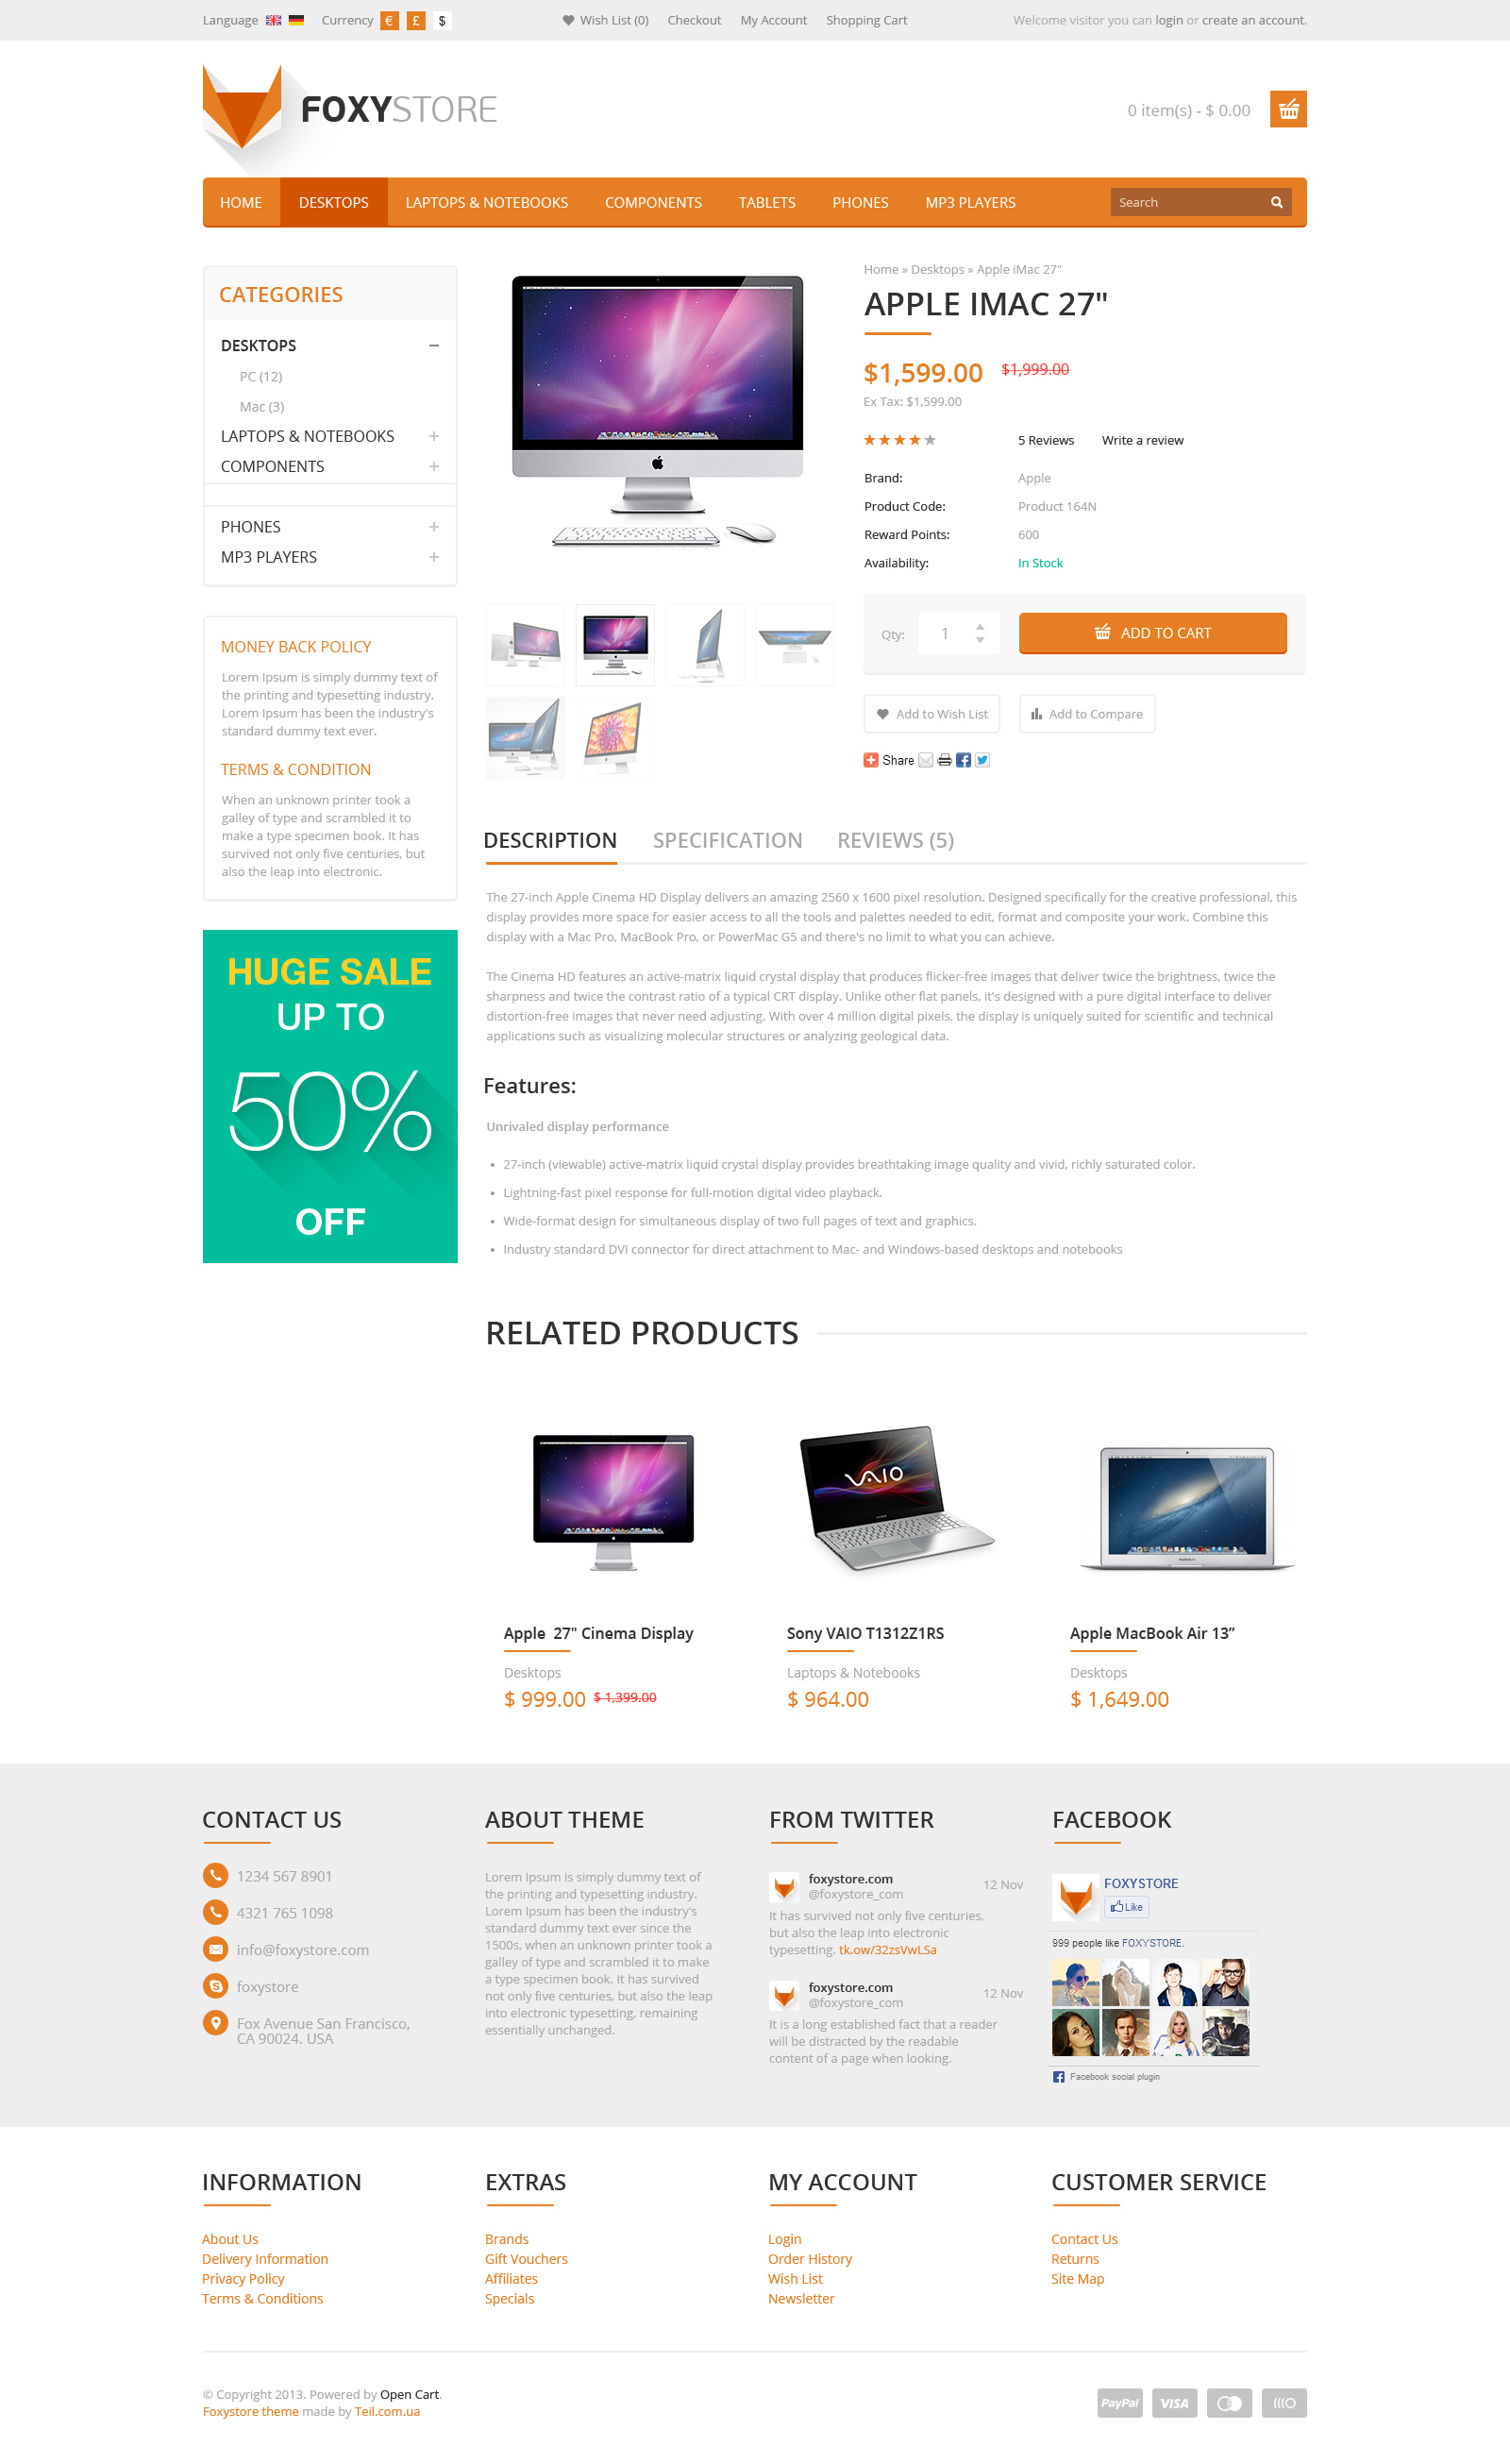 Language Currency € £ $ Wish List (0) Checkout My Account Shopping Cart Welcome visitor you can login or create an account.
FOXYSTORE
0 item(s) - $ 0.00
HOME DESKTOPS LAPTOPS & NOTEBOOKS COMPONENTS TABLETS PHONES MP3 PLAYERS Search
CATEGORIES
DESKTOPS
PC (12)
Mac (3)
LAPTOPS & NOTEBOOKS
COMPONENTS
PHONES
MP3 PLAYERS
MONEY BACK POLICY
Lorem Ipsum is simply dummy text of
the printing and typesetting industry.
Lorem Ipsum has been the industry's
standard dummy text ever.
TERMS & CONDITION
When an unknown printer took a
galley of type and scrambled it to
make a type specimen book. It has
survived not only five centuries, but
also the leap into electronic.
HUGE SALE
UP TO
50%
OFF
Home » Desktops » Apple iMac 27"
APPLE IMAC 27"
$1,599.00 $1,999.00
Ex Tax: $1,599.00
5 Reviews Write a review
Brand: Apple
Product Code: Product 164N
Reward Points: 600
Availability: In Stock
Qty: 1 ADD TO CART
Add to Wish List Add to Compare
Share
DESCRIPTION SPECIFICATION REVIEWS (5)
The 27-inch Apple Cinema HD Display delivers an amazing 2560 x 1600 pixel resolution. Designed specifically for the creative professional, this
display provides more space for easier access to all the tools and palettes needed to edit, format and composite your work. Combine this
display with a Mac Pro, MacBook Pro, or PowerMac G5 and there's no limit to what you can achieve.
The Cinema HD features an active-matrix liquid crystal display that produces flicker-free images that deliver twice the brightness, twice the
sharpness and twice the contrast ratio of a typical CRT display. Unlike other flat panels, it's designed with a pure digital interface to deliver
distortion-free images that never need adjusting. With over 4 million digital pixels, the display is uniquely suited for scientific and technical
applications such as visualizing molecular structures or analyzing geological data.
Features:
Unrivaled display performance
• 27-inch (viewable) active-matrix liquid crystal display provides breathtaking image quality and vivid, richly saturated color.
• Lightning-fast pixel response for full-motion digital video playback.
• Wide-format design for simultaneous display of two full pages of text and graphics.
• Industry standard DVI connector for direct attachment to Mac- and Windows-based desktops and notebooks
RELATED PRODUCTS
VAIO
Apple 27" Cinema Display
Desktops
$ 999.00 $ 1,399.00
Sony VAIO T1312Z1RS
Laptops & Notebooks
$ 964.00
Apple MacBook Air 13”
Desktops
$ 1,649.00
CONTACT US
1234 567 8901
4321 765 1098
info@foxystore.com
foxystore
Fox Avenue San Francisco,
CA 90024. USA
ABOUT THEME
Lorem Ipsum is simply dummy text of
the printing and typesetting industry.
Lorem Ipsum has been the industry's
standard dummy text ever since the
1500s, when an unknown printer took a
galley of type and scrambled it to make
a type specimen book. It has survived
not only five centuries, but also the leap
into electronic typesetting, remaining
essentially unchanged.
FROM TWITTER
foxystore.com 12 Nov
@foxystore_com
It has survived not only five centuries,
but also the leap into electronic
typesetting. tk.ow/32zsVwLsa
foxystore.com 12 Nov
@foxystore_com
It is a long established fact that a reader
will be distracted by the readable
content of a page when looking.
FACEBOOK
FOXYSTORE
Like
999 people like FOXYSTORE.
Facebook social plugin
INFORMATION
About Us
Delivery Information
Privacy Policy
Terms & Conditions
EXTRAS
Brands
Gift Vouchers
Affiliates
Specials
MY ACCOUNT
Login
Order History
Wish List
Newsletter
CUSTOMER SERVICE
Contact Us
Returns
Site Map
© Copyright 2013. Powered by Open Cart.
Foxystore theme made by Teil.com.ua
PayPal VISA